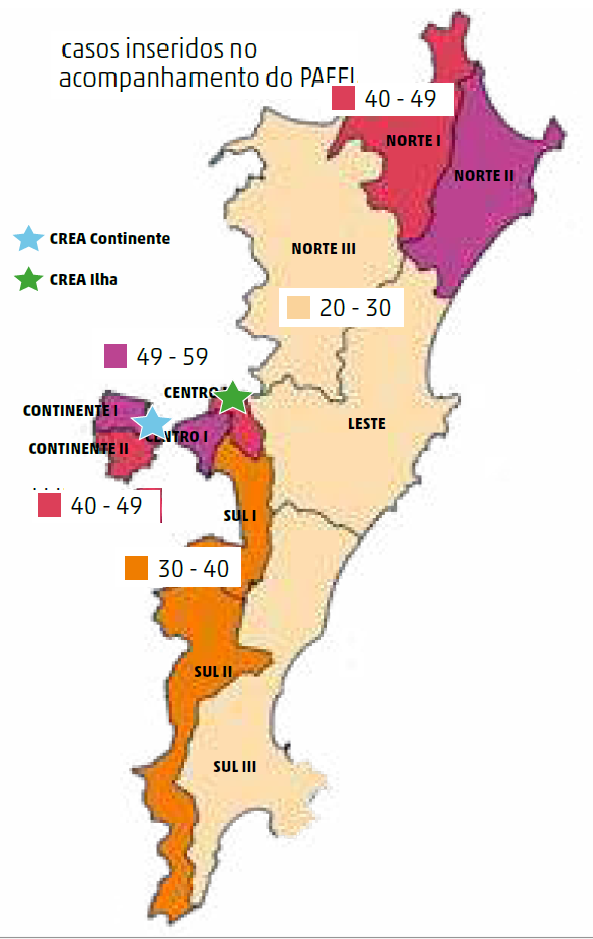 casos inseridos no
acompanhamento do PAEFI
40 - 49
NORTE I
NORTE II
CREA Continente
NORTE III
CREA Ilha
20 - 30
49 - 59
CENTRO
CONTINENTE I
LESTE
CENTRO I
CONTINENTE II
40 - 49
SUL I
30 - 40
SUL II
SUL III